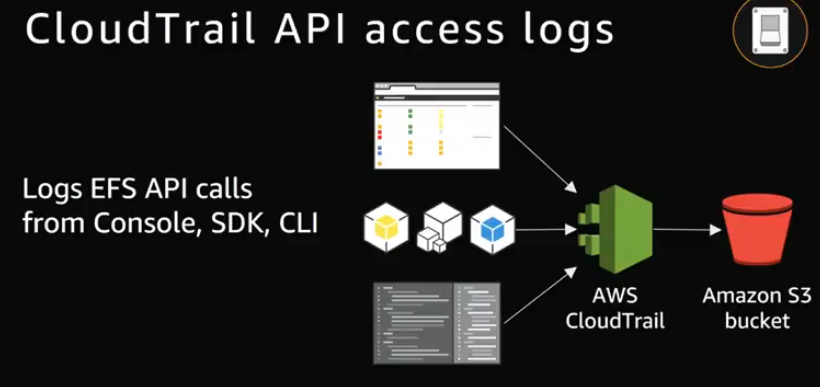 CloudTrail API access logs
Logs EFS API calls
from Console, SDK, CLI
AWS
CloudTrail
Amazon S3
bucket